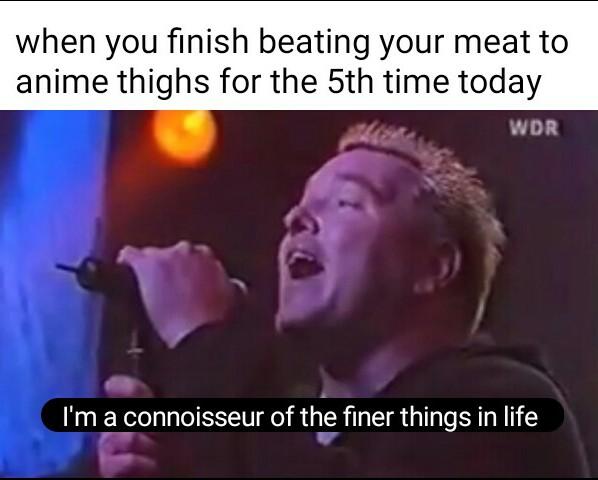 when you finish beating your meat to
anime thighs for the 5th time today
WDR
I'm a connoisseur of the finer things in life